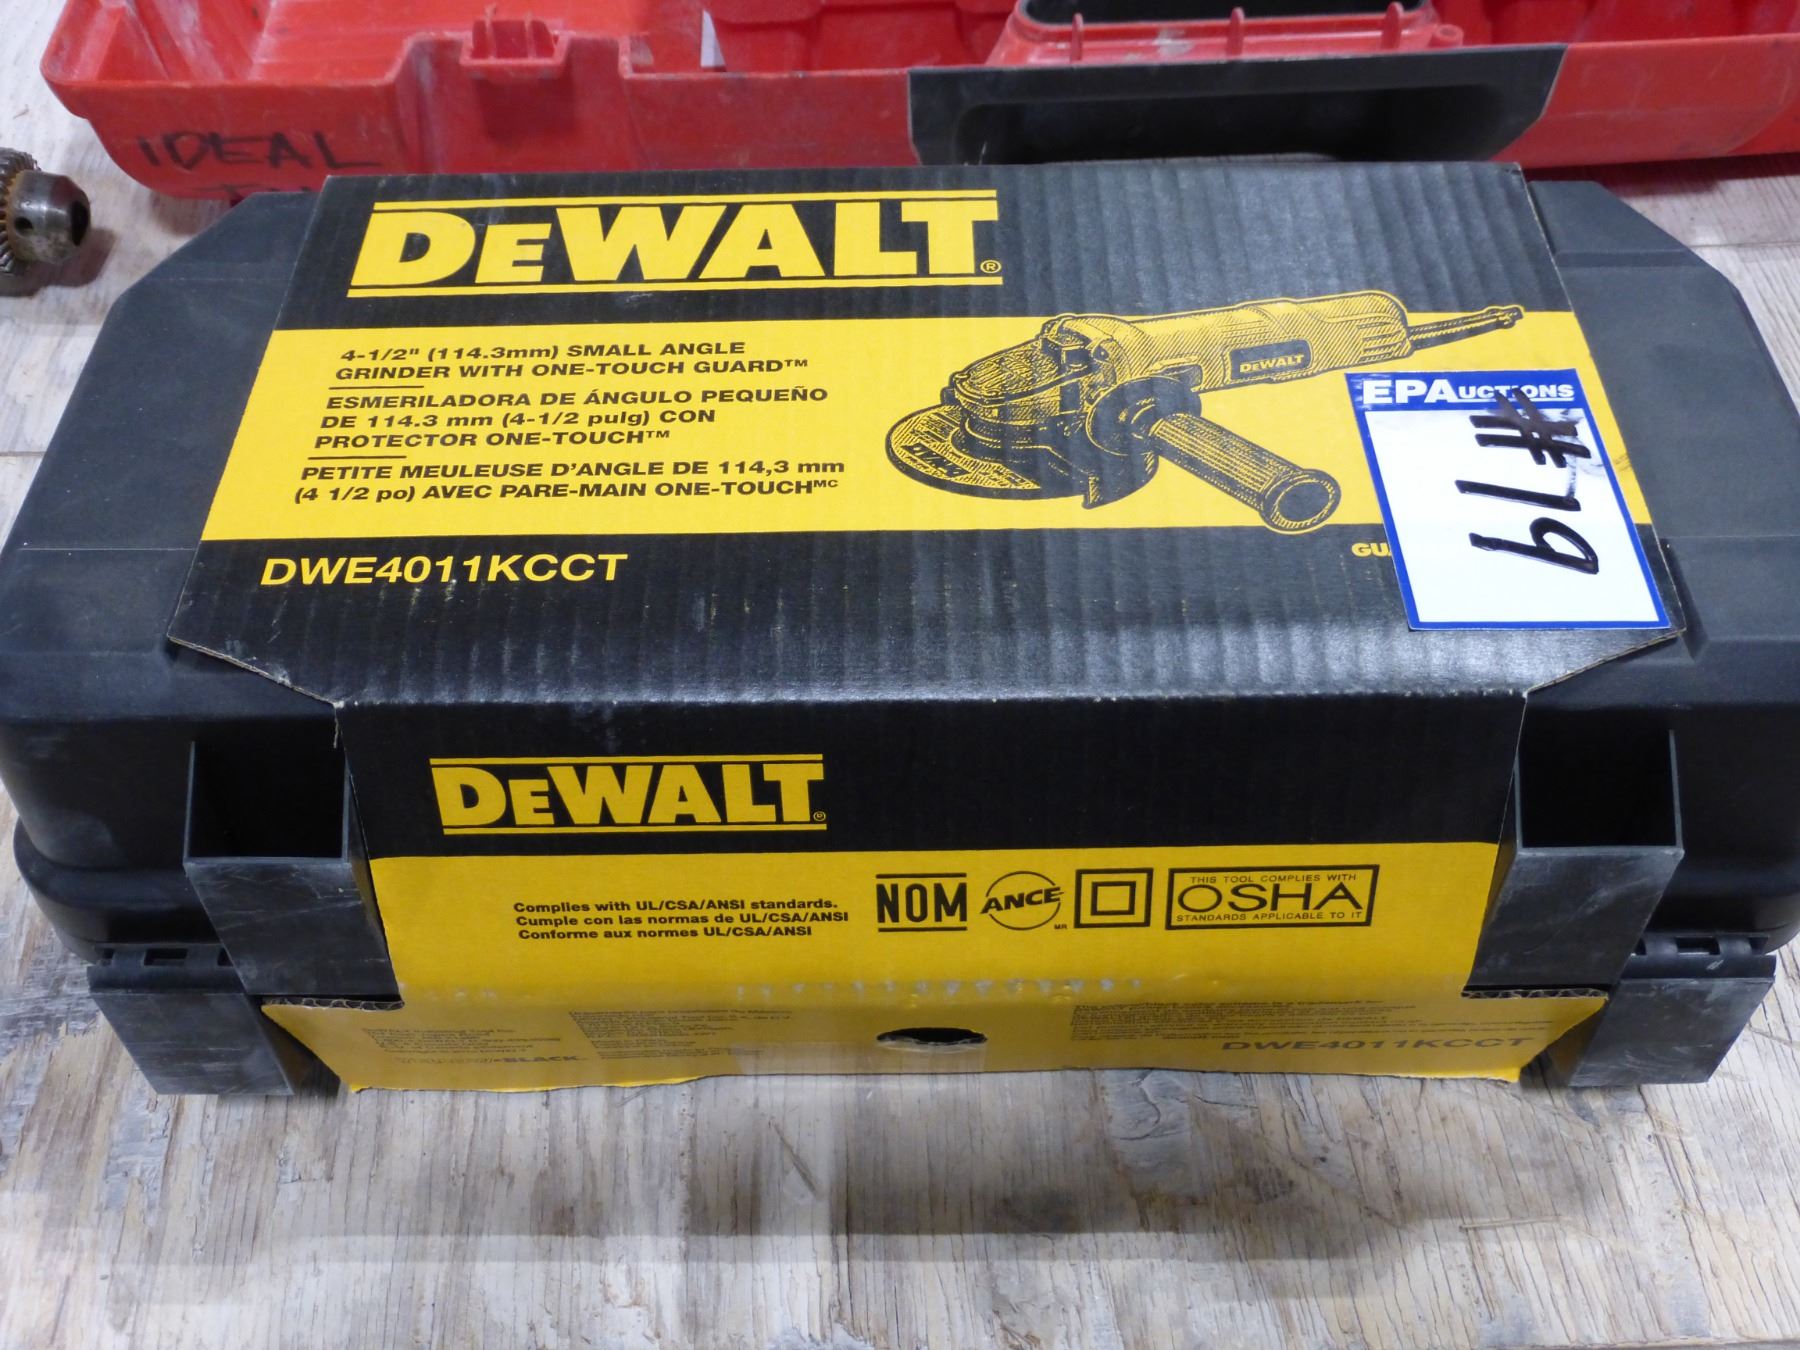 IDEAL
DEWALT®
4-1/2" (114.3mm) SMALL ANGLE
GRINDER WITH ONE-TOUCH GUARD™
ESMERILADORA DE ÁNGULO PEQUEÑO
DE 114.3 mm (4-1/2 pulg) CON
PROTECTOR ONE-TOUCH™
PETITE MEULEUSE D'ANGLE DE 114,3 mm
(4 1/2 po) AVEC PARE-MAIN ONE-TOUCHᴹᶜ
DWE4011KCCT
DEWALT
EPAUCTIONS
#19
DEWALT®
Complies with UL/CSA/ANSI standards.
Cumple con las normas de UL/CSA/ANSI
Conforme aux normes UL/CSA/ANSI
NOM
ANCE
MR
THIS TOOL COMPLIES WITH
OSHA
STANDARDS APPLICABLE TO IT
DWE4011KCCT